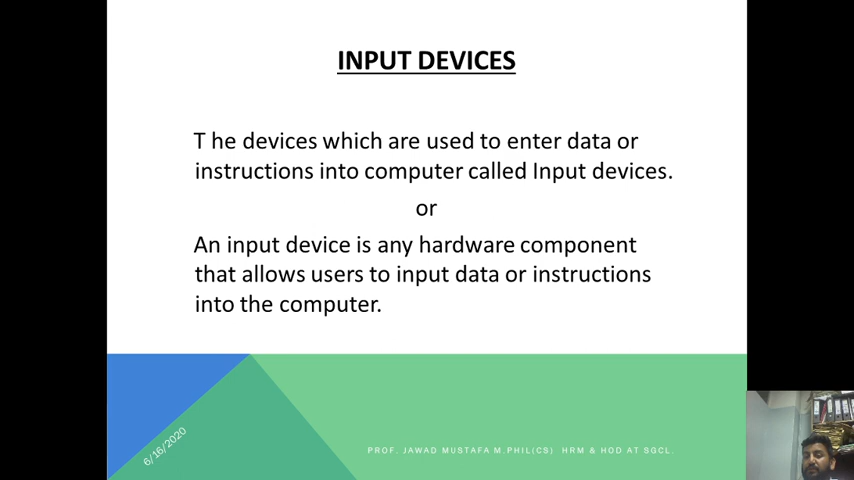 INPUT DEVICES
T he devices which are used to enter data or
instructions into computer called Input devices.
or
An input device is any hardware component
that allows users to input data or instructions
into the computer.
6/16/2020
PROF. JAWAD MUSTAFA M.PHIL(CS) HRM & HOD AT SGCL.